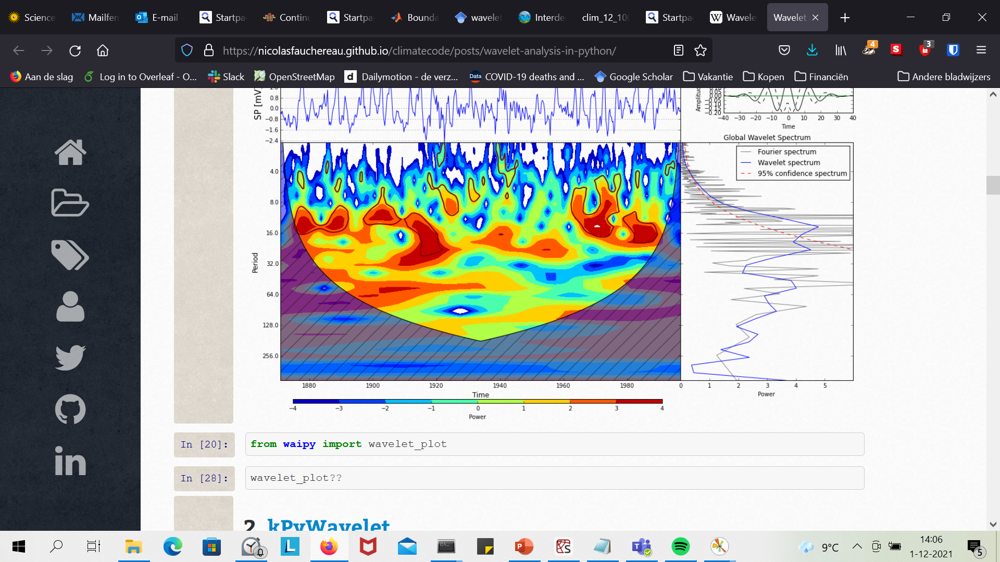 Science
Mailfen
E-mail
Startpa
Continu
Startpa
Bounda
wavelet
Interde
clim_12_10
Startpa
Wavele
Wavelet
https://nicolasfauchereau.github.io/climatecode/posts/wavelet-analysis-in-python/
4
S
3
Aan de slag
Log in to Overleaf - O...
Slack
OpenStreetMap
d Dailymotion - de verz...
Data COVID-19 deaths and ...
Google Scholar
Vakantie
Kopen
Financiën
Andere bladwijzers
SP [mV]
0.8
0.0
−0.8
−1.6
−2.4
0.05
0.00
−0.05
−0.10
−0.15
−0.20
−40 −30 −20 −10 0 10 20 30 40
Time
Global Wavelet Spectrum
Fourier spectrum
Wavelet spectrum
95% confidence spectrum
Period
4.0
8.0
16.0
32.0
64.0
128.0
256.0
1880 1900 1920 1940 1960 1980
Time
0 1 2 3 4 5
Power
−4 −3 −2 −1 0 1 2 3 4
Power
In [20]: from waipy import wavelet_plot
In [28]: wavelet_plot??
2. kPyWavelet
9°C
14:06
1-12-2021
5